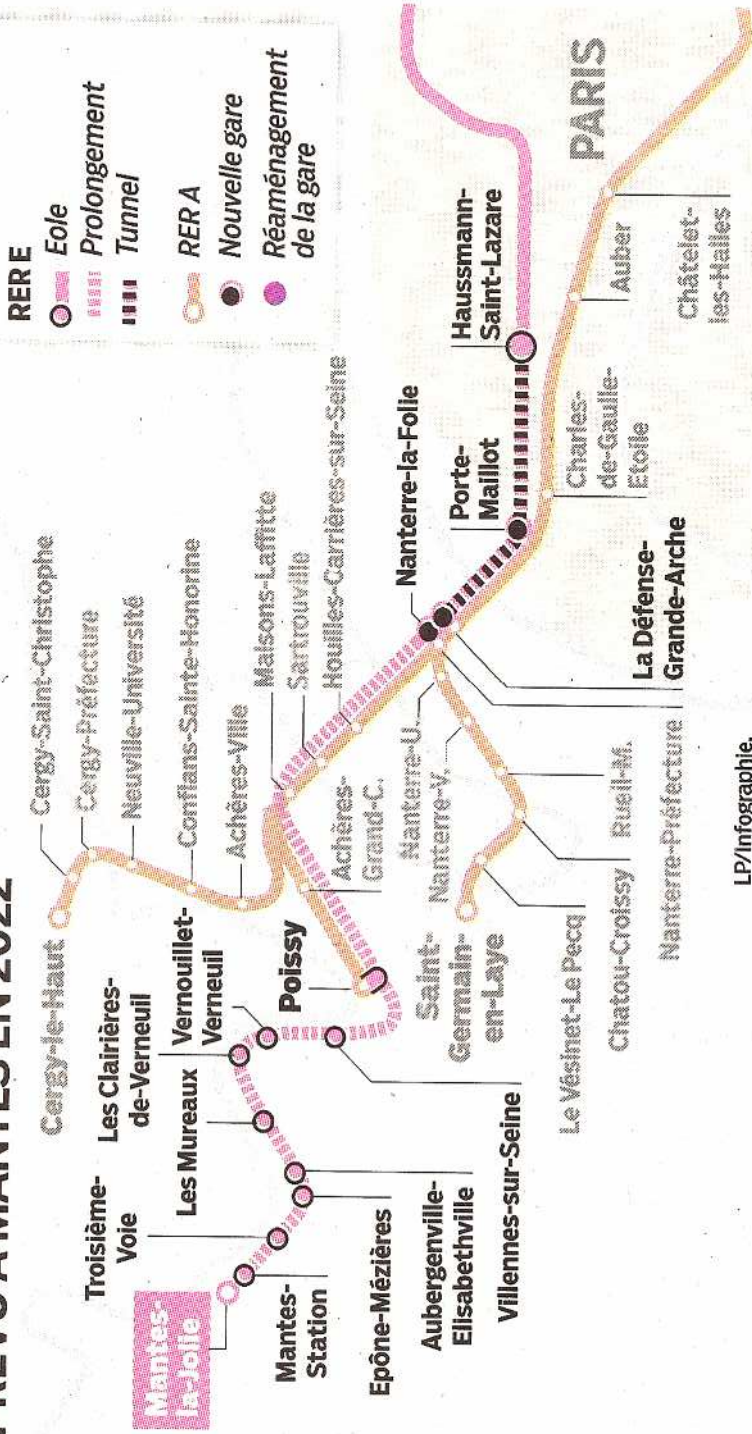 PRÉVU À MANTES EN 2022
RER E
Eole
Prolongement
Tunnel
RER A
Nouvelle gare
Réaménagement
de la gare
Cergy-le-Haut
Cergy-Saint-Christophe
Cergy-Préfecture
Neuville-Université
Conflans-Sainte-Honorine
Achères-Ville
Maisons-Laffitte
Sartrouville
Houilles-Carrières-sur-Seine
Nanterre-la-Folie
Porte-
Maillot
Haussmann-
Saint-Lazare
PARIS
Mantes-
la-Jolie
Troisième-
Voie
Les Mureaux
Les Clairières-
de-Verneuil
Vernouillet-
Verneuil
Poissy
Achères-
Grand-C.
Mantes-
Station
Epône-Mézières
Aubergenville-
Elisabethville
Villennes-sur-Seine
Saint-
Germain-
en-Laye
Nanterre-U.
Nanterre-V.
Le Vésinet-Le Pecq
Chatou-Croissy
Rueil-M.
Nanterre-Préfecture
La Défense-
Grande-Arche
Charles-
de-Gaulle-
Etoile
Auber
Châtelet-
les-Halles
LP/Infographie.